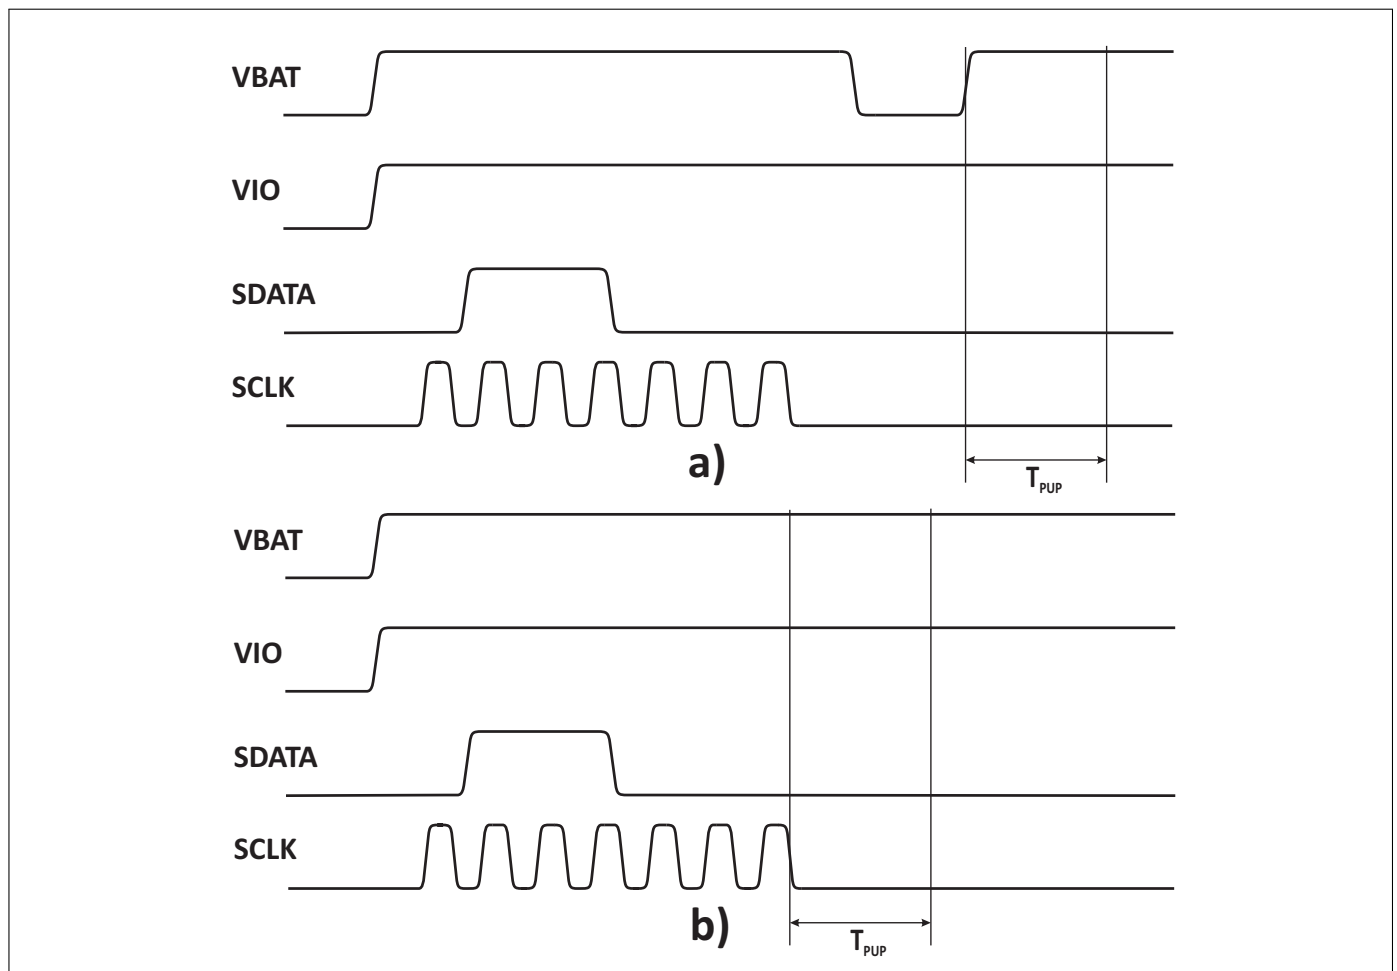 VBAT
VIO
SDATA
SCLK
a)
TPUP
VBAT
VIO
SDATA
SCLK
b)
TPUP